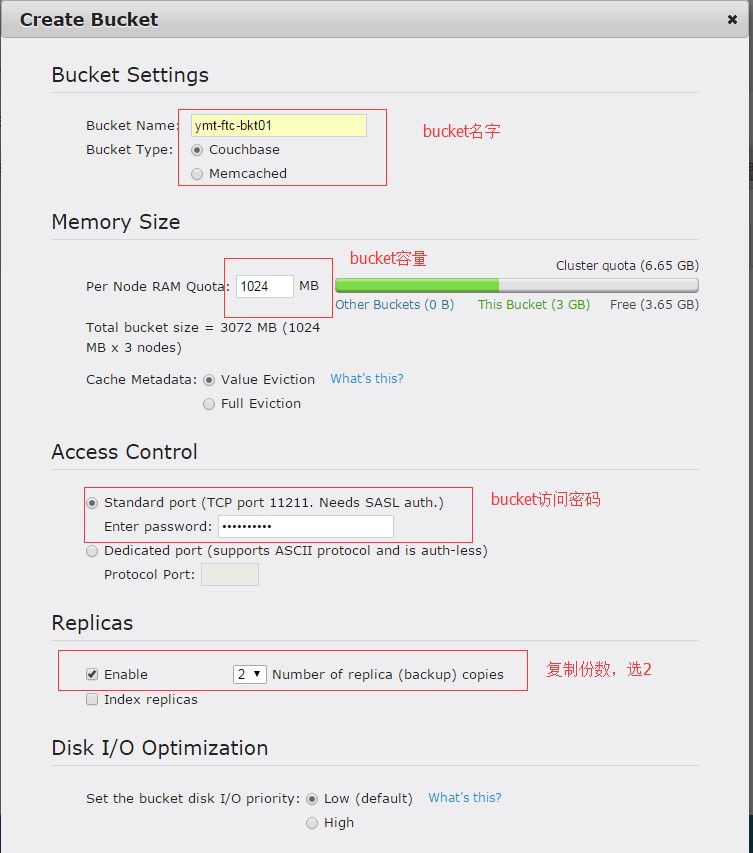 Create Bucket
Bucket Settings
Bucket Name: ymt-ftc-bkt01
bucket名字
Bucket Type: Couchbase
Memcached
Memory Size
bucket容量
Cluster quota (6.65 GB)
Per Node RAM Quota: 1024 MB
Other Buckets (0 B) This Bucket (3 GB) Free (3.65 GB)
Total bucket size = 3072 MB (1024
MB x 3 nodes)
Cache Metadata: Value Eviction What's this?
Full Eviction
Access Control
Standard port (TCP port 11211. Needs SASL auth.)
bucket访问密码
Enter password: ••••••••••
Dedicated port (supports ASCII protocol and is auth-less)
Protocol Port:
Replicas
Enable 2 Number of replica (backup) copies
复制份数，选2
Index replicas
Disk I/O Optimization
Set the bucket disk I/O priority: Low (default) What's this?
High